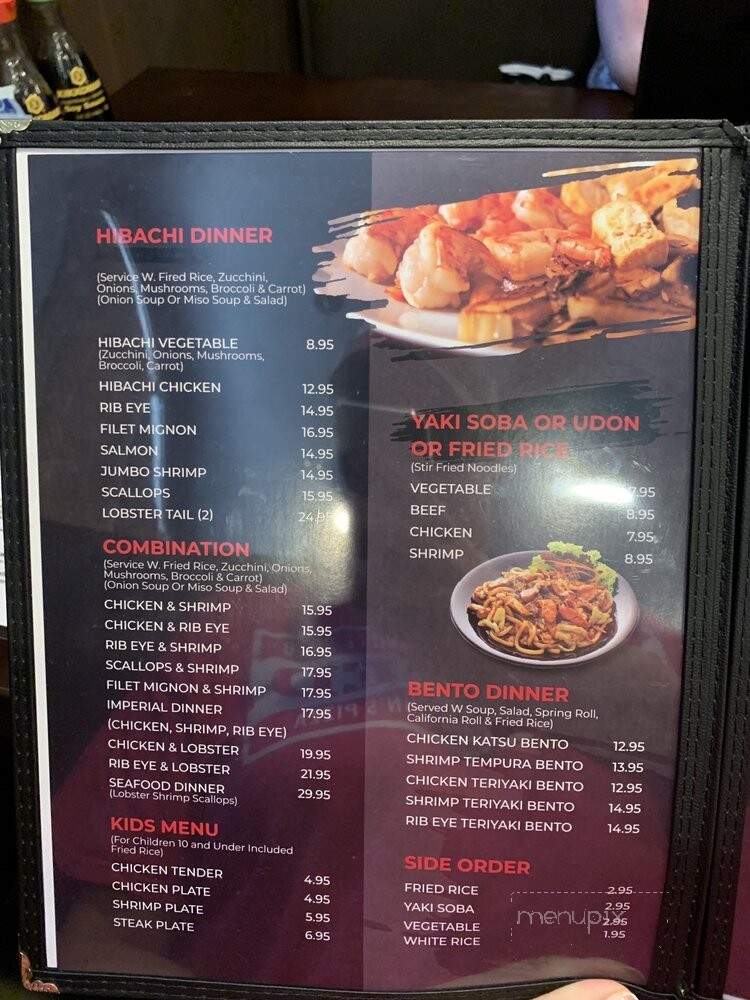 HIBACHI DINNER
(Service W. Fired Rice, Zucchini,
Onions, Mushrooms, Broccoli & Carrot)
(Onion Soup Or Miso Soup & Salad)
HIBACHI VEGETABLE 8.95
(Zucchini, Onions, Mushrooms,
Broccoli, Carrot)
HIBACHI CHICKEN 12.95
RIB EYE 14.95
FILET MIGNON 16.95
SALMON 14.95
JUMBO SHRIMP 14.95
SCALLOPS 15.95
LOBSTER TAIL (2) 24.95
COMBINATION
(Service W. Fried Rice, Zucchini, Onions,
Mushrooms, Broccoli & Carrot)
(Onion Soup Or Miso Soup & Salad)
CHICKEN & SHRIMP 15.95
CHICKEN & RIB EYE 15.95
RIB EYE & SHRIMP 16.95
SCALLOPS & SHRIMP 17.95
FILET MIGNON & SHRIMP 17.95
IMPERIAL DINNER 17.95
(CHICKEN, SHRIMP, RIB EYE)
CHICKEN & LOBSTER 19.95
RIB EYE & LOBSTER 21.95
SEAFOOD DINNER 29.95
(Lobster Shrimp Scallops)
KIDS MENU
(For Children 10 and Under Included
Fried Rice)
CHICKEN TENDER 4.95
CHICKEN PLATE 4.95
SHRIMP PLATE 5.95
STEAK PLATE 6.95
YAKI SOBA OR UDON
OR FRIED RICE
(Stir Fried Noodles)
VEGETABLE 7.95
BEEF 8.95
CHICKEN 7.95
SHRIMP 8.95
BENTO DINNER
(Served W Soup, Salad, Spring Roll,
California Roll & Fried Rice)
CHICKEN KATSU BENTO 12.95
SHRIMP TEMPURA BENTO 13.95
CHICKEN TERIYAKI BENTO 12.95
SHRIMP TERIYAKI BENTO 14.95
RIB EYE TERIYAKI BENTO 14.95
SIDE ORDER
FRIED RICE 2.95
YAKI SOBA 2.95
VEGETABLE 2.95
WHITE RICE 1.95
menupix